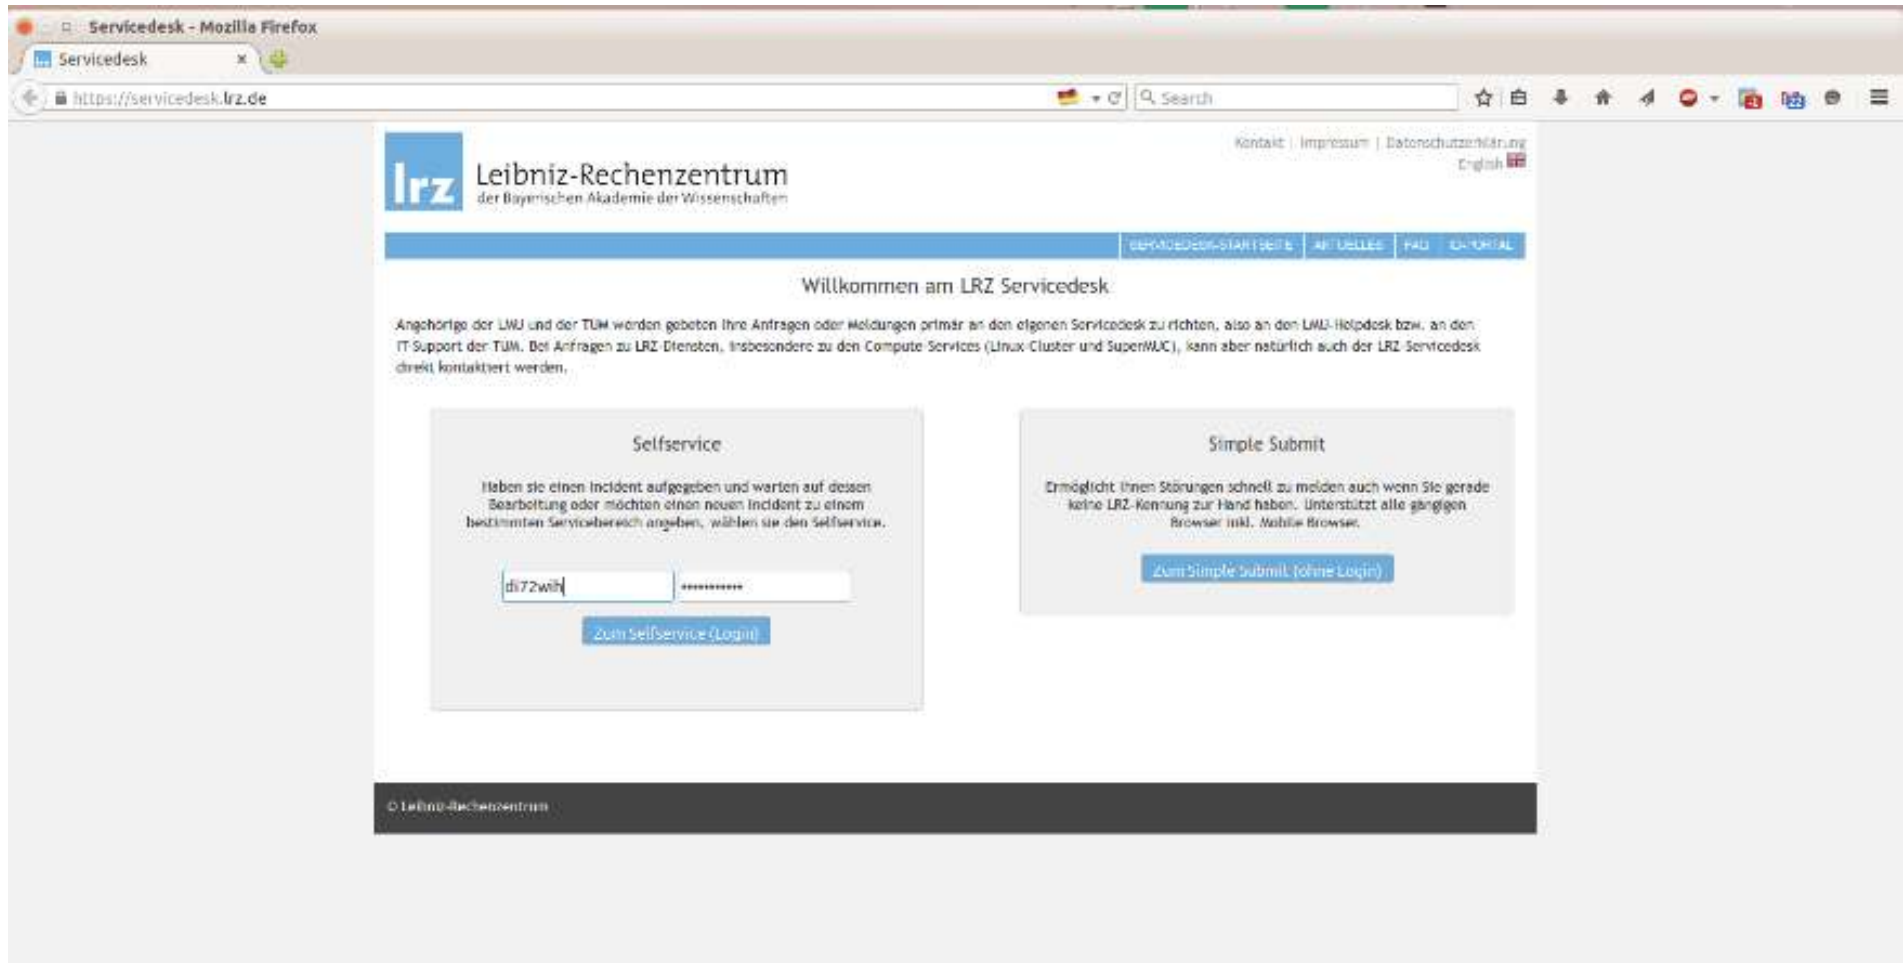 Servicedesk - Mozilla Firefox
Servicedesk
https://servicedesk.lrz.de
Search
Kontakt | Impressum | Datenschutzerklärung
English
lrz
Leibniz-Rechenzentrum
der Bayerischen Akademie der Wissenschaften
SERVICEDESK-STARTSEITE | AKTUELLES | FAQ | ID-PORTAL
Willkommen am LRZ Servicedesk
Angehörige der LMU und der TUM werden gebeten ihre Anfragen oder Meldungen primär an den eigenen Servicedesk zu richten, also an den LMU-Helpdesk bzw. an den
IT-Support der TUM. Bei Anfragen zu LRZ-Diensten, insbesondere zu den Compute-Services (Linux-Cluster und SuperMUC), kann aber natürlich auch der LRZ-Servicedesk
direkt kontaktiert werden.
Selfservice
Haben sie einen Incident aufgegeben und warten auf dessen
Bearbeitung oder möchten einen neuen Incident zu einem
bestimmten Servicebereich angeben, wählen sie den Selfservice.
di72wih
Zum Selfservice (Login)
Simple Submit
Ermöglicht Ihnen Störungen schnell zu melden auch wenn Sie gerade
keine LRZ-Kennung zur Hand haben. Unterstützt alle gängigen
Browser inkl. Mobile Browser.
Zum Simple Submit (ohne Login)
© Leibniz-Rechenzentrum